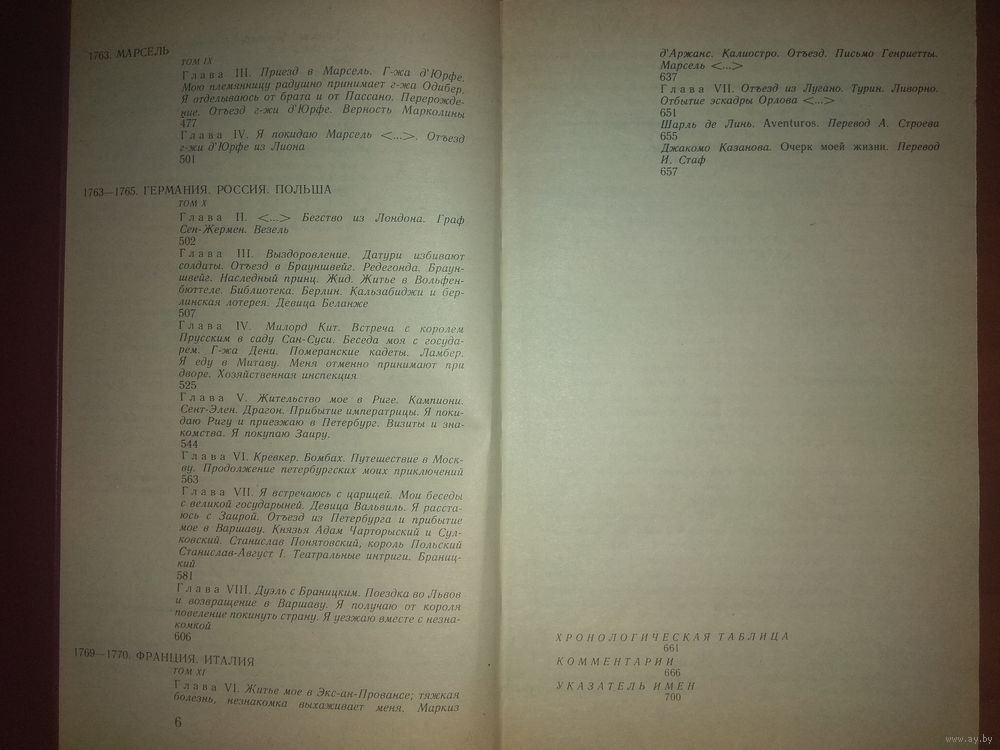 1763. МАРСЕЛЬ
ТОМ IX
Глава III. Приезд в Марсель. Г-жа д'Юрфе.
Мою племянницу радушно принимает г-жа Одибер.
Я отделываюсь от брата и от Пассано. Перерожде-
ние. Отъезд г-жи д'Юрфе. Верность Марколины
477
Глава IV. Я покидаю Марсель <...>. Отъезд
г-жи д'Юрфе из Лиона
501
1763—1765. ГЕРМАНИЯ. РОССИЯ. ПОЛЬША
ТОМ X
Глава II. <...> Бегство из Лондона. Граф
Сен-Жермен. Везель
502
Глава III. Выздоровление. Датури избивают
солдаты. Отъезд в Брауншвейг. Редегонда. Браун-
швейг. Наследный принц. Жид. Житье в Вольфен-
бюттеле. Библиотека. Берлин. Кальзабиджи и бер-
линская лотерея. Девица Беланже
507
Глава IV. Милорд Кит. Встреча с королем
Прусским в саду Сан-Суси. Беседа моя с госуда-
рем. Г-жа Дени. Померанские кадеты. Ламбер.
Я еду в Митаву. Меня отменно принимают при
дворе. Хозяйственная инспекция
525
Глава V. Жительство мое в Риге. Кампиони.
Сент-Элен. Драгон. Прибытие императрицы. Я поки-
даю Ригу и приезжаю в Петербург. Визиты и зна-
комства. Я покупаю Заиру.
544
Глава VI. Кревкер. Бомбах. Путешествие в Моск-
ву. Продолжение петербургских моих приключений
563
Глава VII. Я встречаюсь с царицей. Мои беседы
с великой государыней. Девица Вальвиль. Я расста-
юсь с Заирой. Отъезд из Петербурга и прибытие
мое в Варшаву. Князья Адам Чарторыский и Сул-
ковский. Станислав Понятовский, король Польский
Станислав-Август I. Театральные интриги. Браниц-
кий
581
Глава VIII. Дуэль с Браницким. Поездка во Львов
и возвращение в Варшаву. Я получаю от короля
повеление покинуть страну. Я уезжаю вместе с незна-
комкой
606
1769—1770. ФРАНЦИЯ. ИТАЛИЯ
ТОМ XI
Глава VI. Житье мое в Экс-ан-Провансе; тяжкая
болезнь, незнакомка выхаживает меня. Маркиз
6
д'Аржанс. Калиостро. Отъезд. Письмо Генриетты.
Марсель <...>
637
Глава VII. Отъезд из Лугано. Турин. Ливорно.
Отбытие эскадры Орлова <...>
651
Шарль де Линь. Aventuros. Перевод А. Строева
655
Джакомо Казанова. Очерк моей жизни. Перевод
И. Стаф
657
ХРОНОЛОГИЧЕСКАЯ ТАБЛИЦА
661
КОММЕНТАРИИ
666
УКАЗАТЕЛЬ ИМЕН
700
www.ay.by